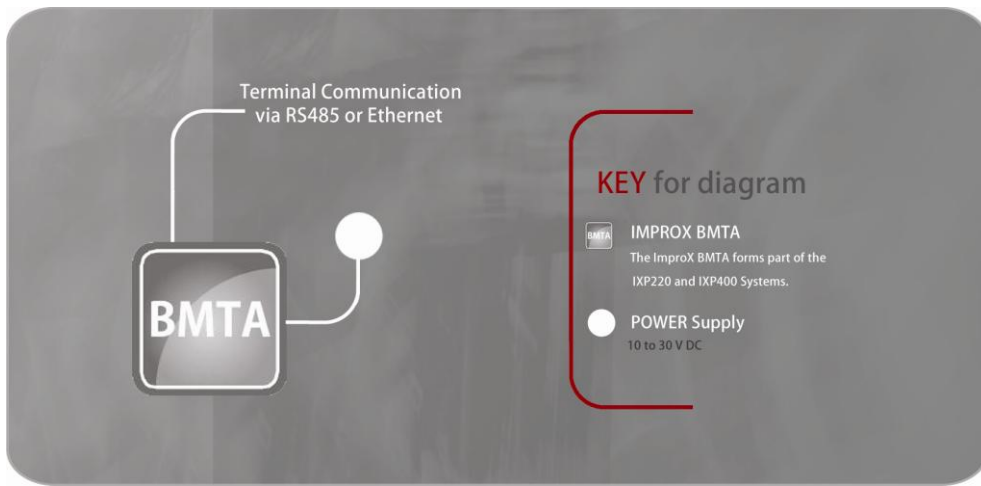 Terminal Communication
via RS485 or Ethernet
BMTA
KEY for diagram
BMTA
IMPROX BMTA
The ImproX BMTA forms part of the
IXP220 and IXP400 Systems.
POWER Supply
10 to 30 V DC